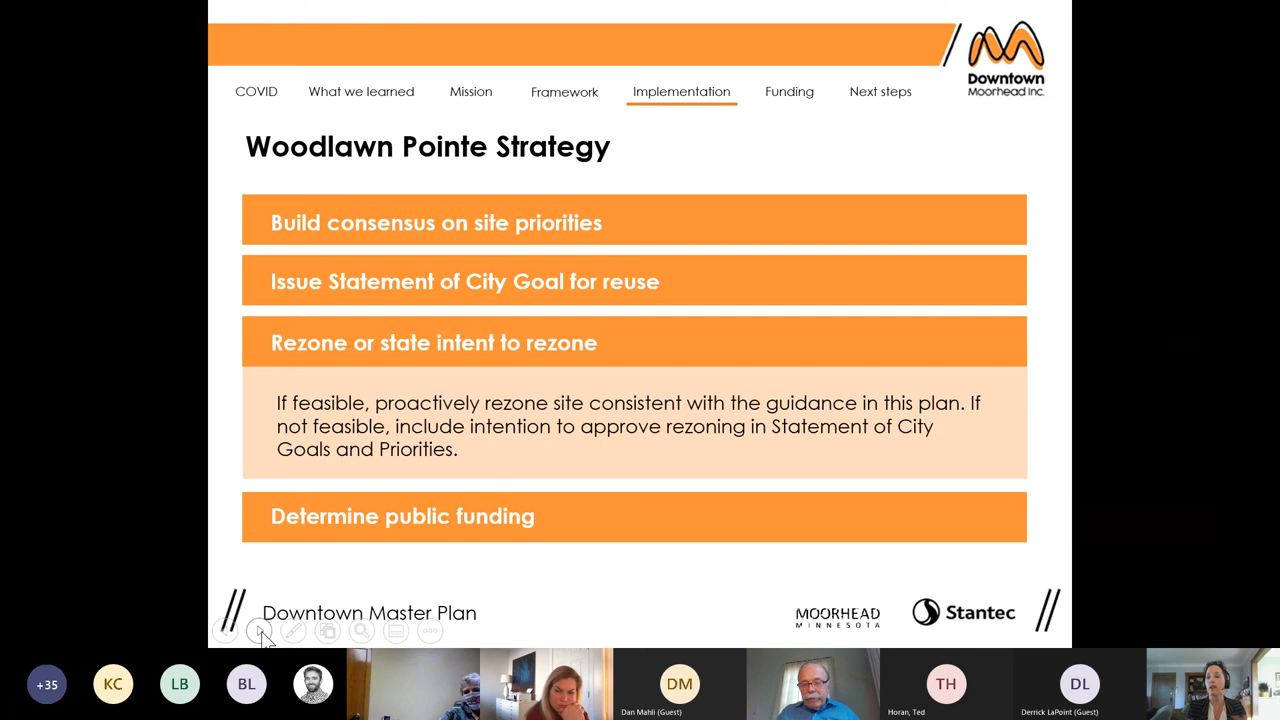 Downtown
Moorhead Inc.
COVID
What we learned
Mission
Framework
Implementation
Funding
Next steps
Woodlawn Pointe Strategy
Build consensus on site priorities
Issue Statement of City Goal for reuse
Rezone or state intent to rezone
If feasible, proactively rezone site consistent with the guidance in this plan. If
not feasible, include intention to approve rezoning in Statement of City
Goals and Priorities.
Determine public funding
Downtown Master Plan
MOORHEAD
MINNESOTA
Stantec
+35
KC
LB
BL
DM
Dan Mahli (Guest)
TH
Horan, Ted
DL
Derrick LaPoint (Guest)